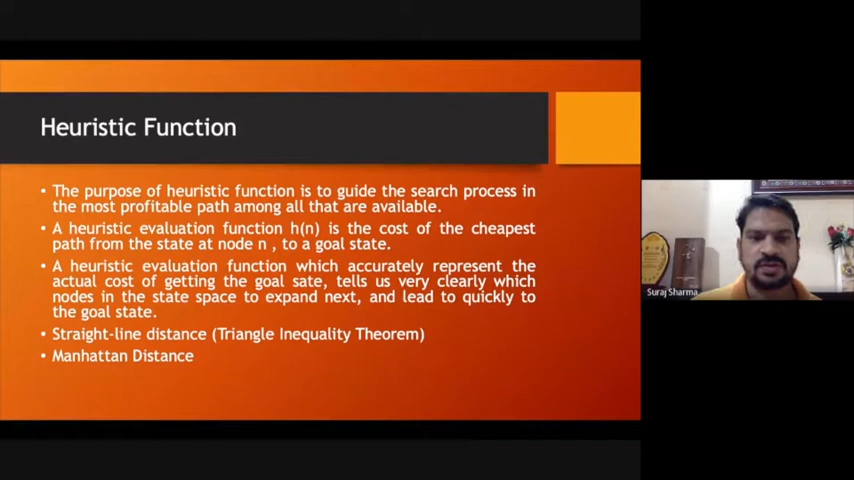 Heuristic Function
• The purpose of heuristic function is to guide the search process in
the most profitable path among all that are available.
• A heuristic evaluation function h(n) is the cost of the cheapest
path from the state at node n , to a goal state.
• A heuristic evaluation function which accurately represent the
actual cost of getting the goal sate, tells us very clearly which
nodes in the state space to expand next, and lead to quickly to
the goal state.
• Straight-line distance (Triangle Inequality Theorem)
• Manhattan Distance
Suraj Sharma